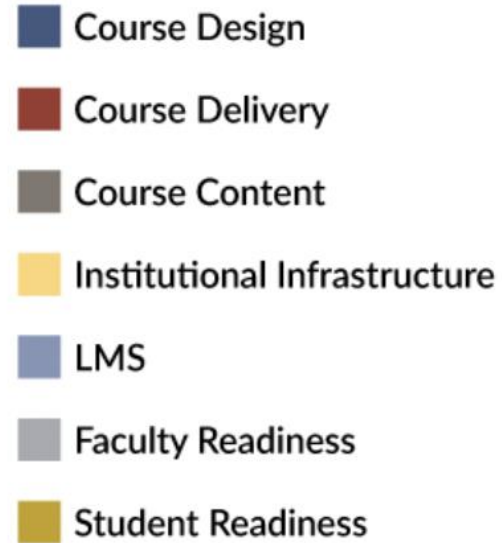 Course Design
Course Delivery
Course Content
Institutional Infrastructure
LMS
Faculty Readiness
Student Readiness